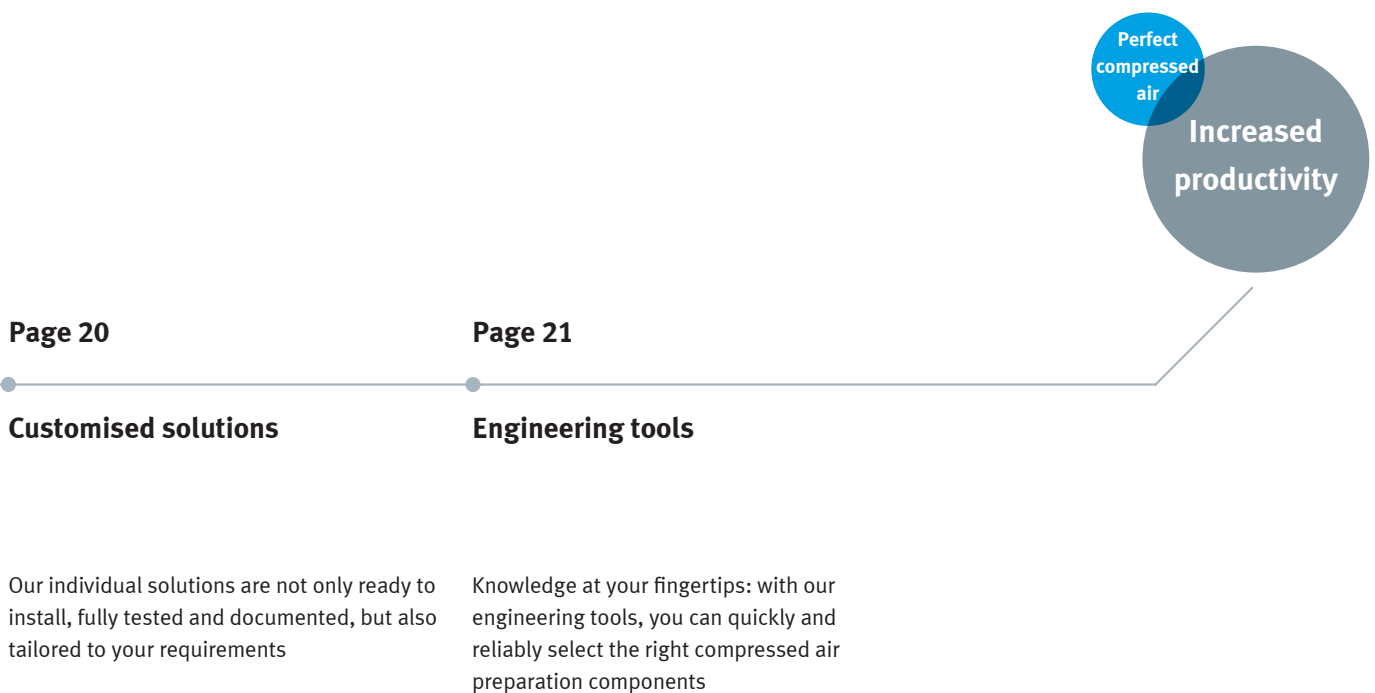 Perfect
compressed
air
Increased
productivity
Page 20
Customised solutions
Our individual solutions are not only ready to
install, fully tested and documented, but also
tailored to your requirements
Page 21
Engineering tools
Knowledge at your fingertips: with our
engineering tools, you can quickly and
reliably select the right compressed air
preparation components